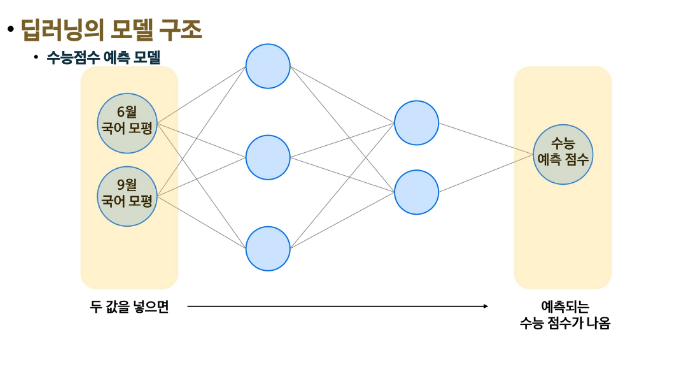 • 딥러닝의 모델 구조
• 수능점수 예측 모델
6월
국어 모평
9월
국어 모평
수능
예측 점수
두 값을 넣으면
예측되는
수능 점수가 나옴